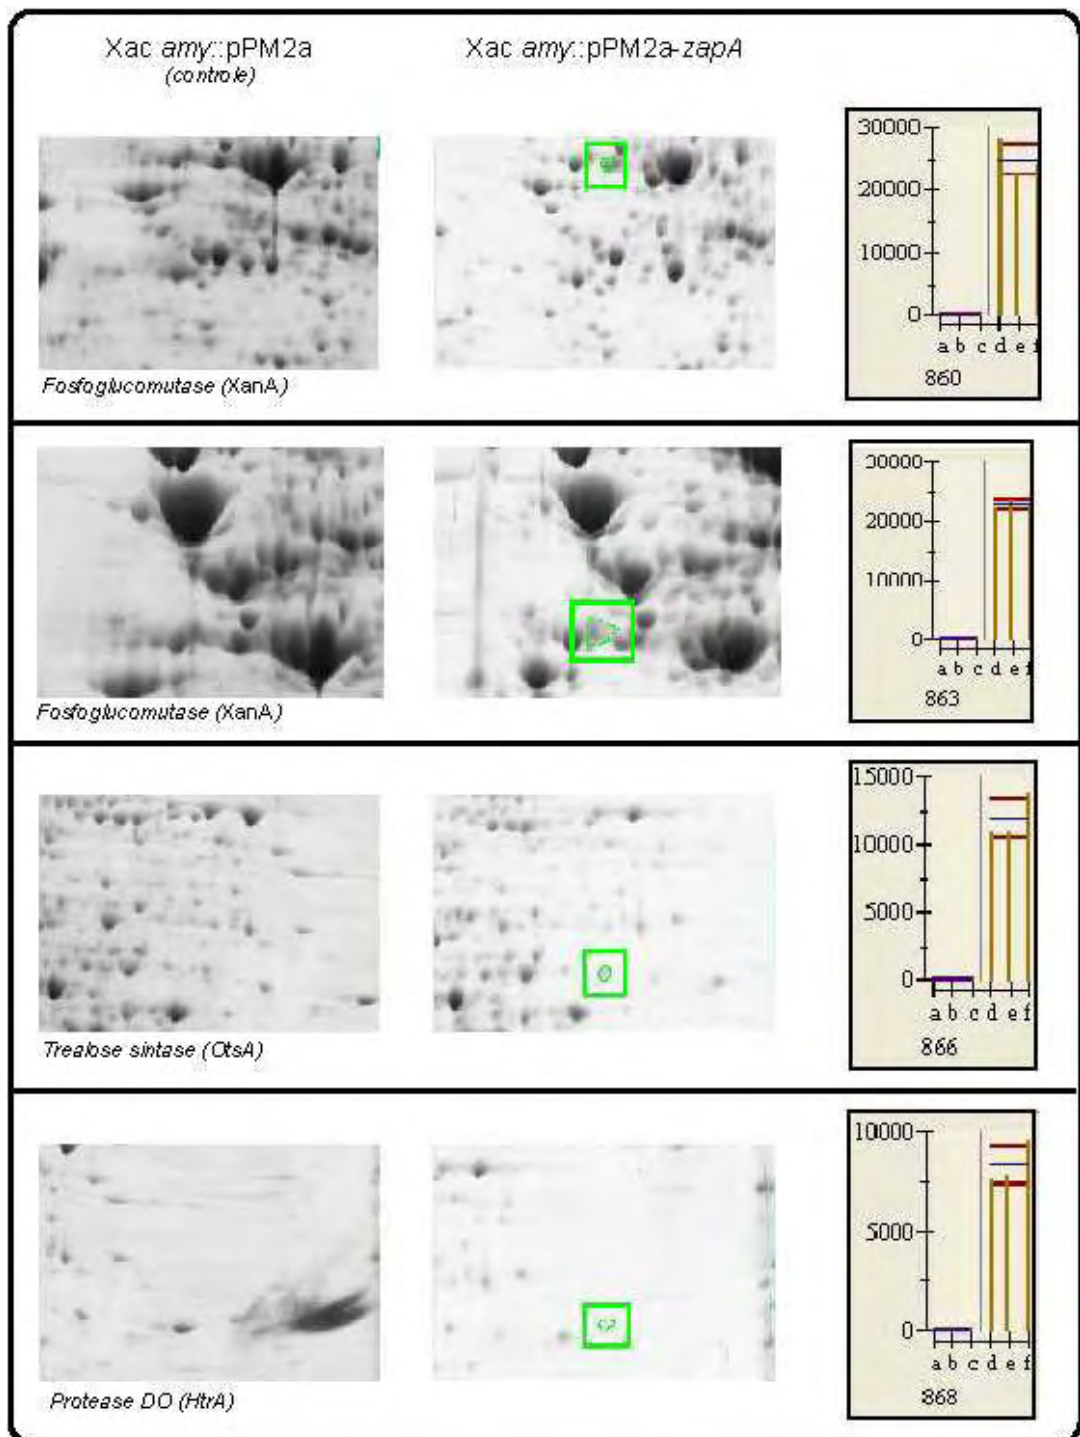 Xac amy::pPM2a
(controle)
Xac amy::pPM2a-zapA
30000
20000
10000
0
a b c d e f
860
Fosfoglucomutase (XanA)
30000
20000
10000
0
a b c d e f
863
Fosfoglucomutase (XanA)
15000
10000
5000
0
a b c d e f
866
Trealose sintase (OtsA)
10000
5000
0
a b c d e f
868
Protease DO (HtrA)